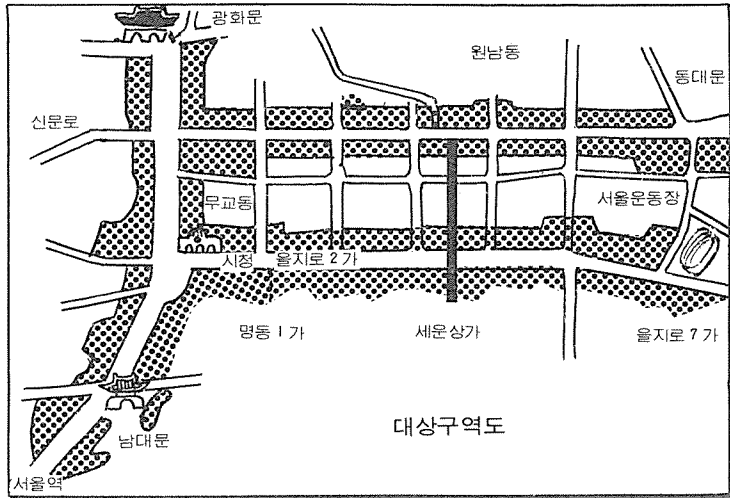 광화문
원남동
동대문
신문로
무교동
서울운동장
시청
을지로 2 가
명동 1 가
세운상가
을지로 7 가
대상구역도
남대문
서울역